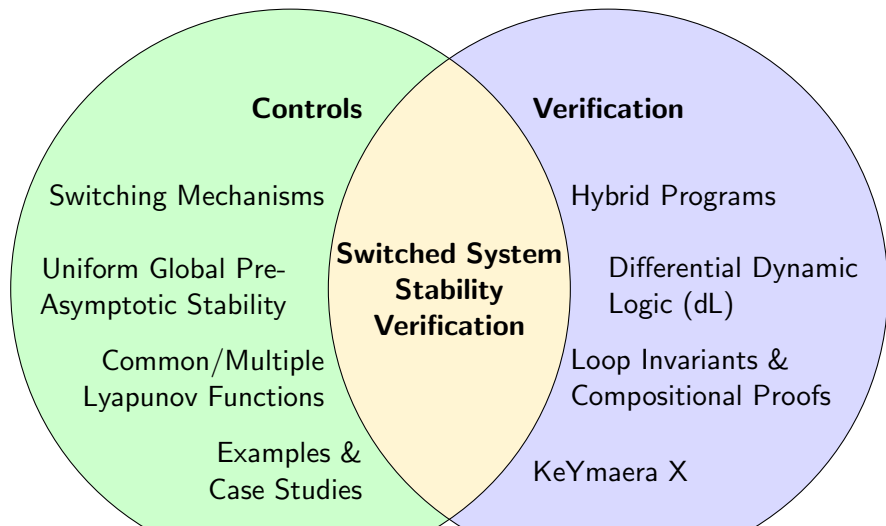 Controls
Verification
Switching Mechanisms
Hybrid Programs
Uniform Global Pre-
Asymptotic Stability
Switched System
Stability
Verification
Differential Dynamic
Logic (dL)
Common/Multiple
Lyapunov Functions
Loop Invariants &
Compositional Proofs
Examples &
Case Studies
KeYmaera X